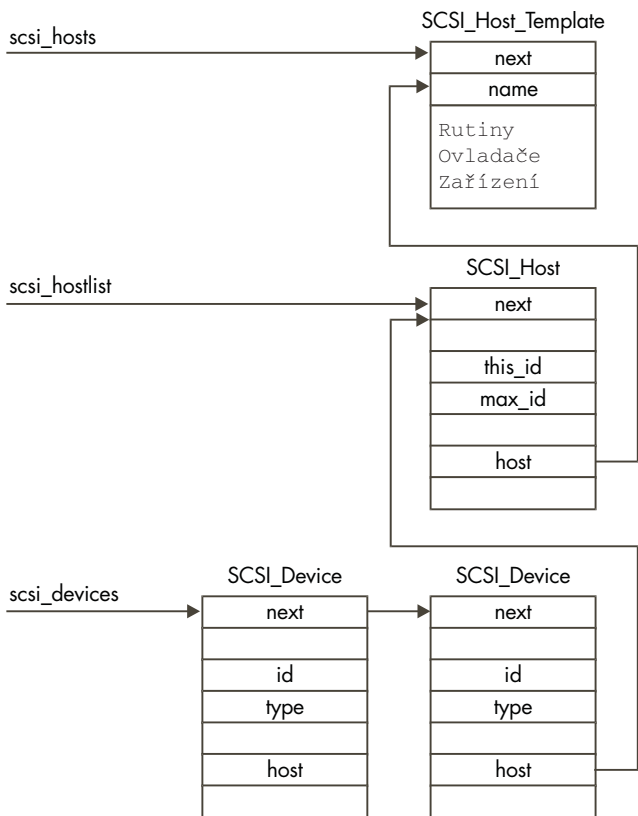 SCSI_Host_Template
scsi_hosts
next
name
Rutiny
Ovladače
Zařízení
SCSI_Host
scsi_hostlist
next
this_id
max_id
host
SCSI_Device
SCSI_Device
scsi_devices
next
next
id
id
type
type
host
host